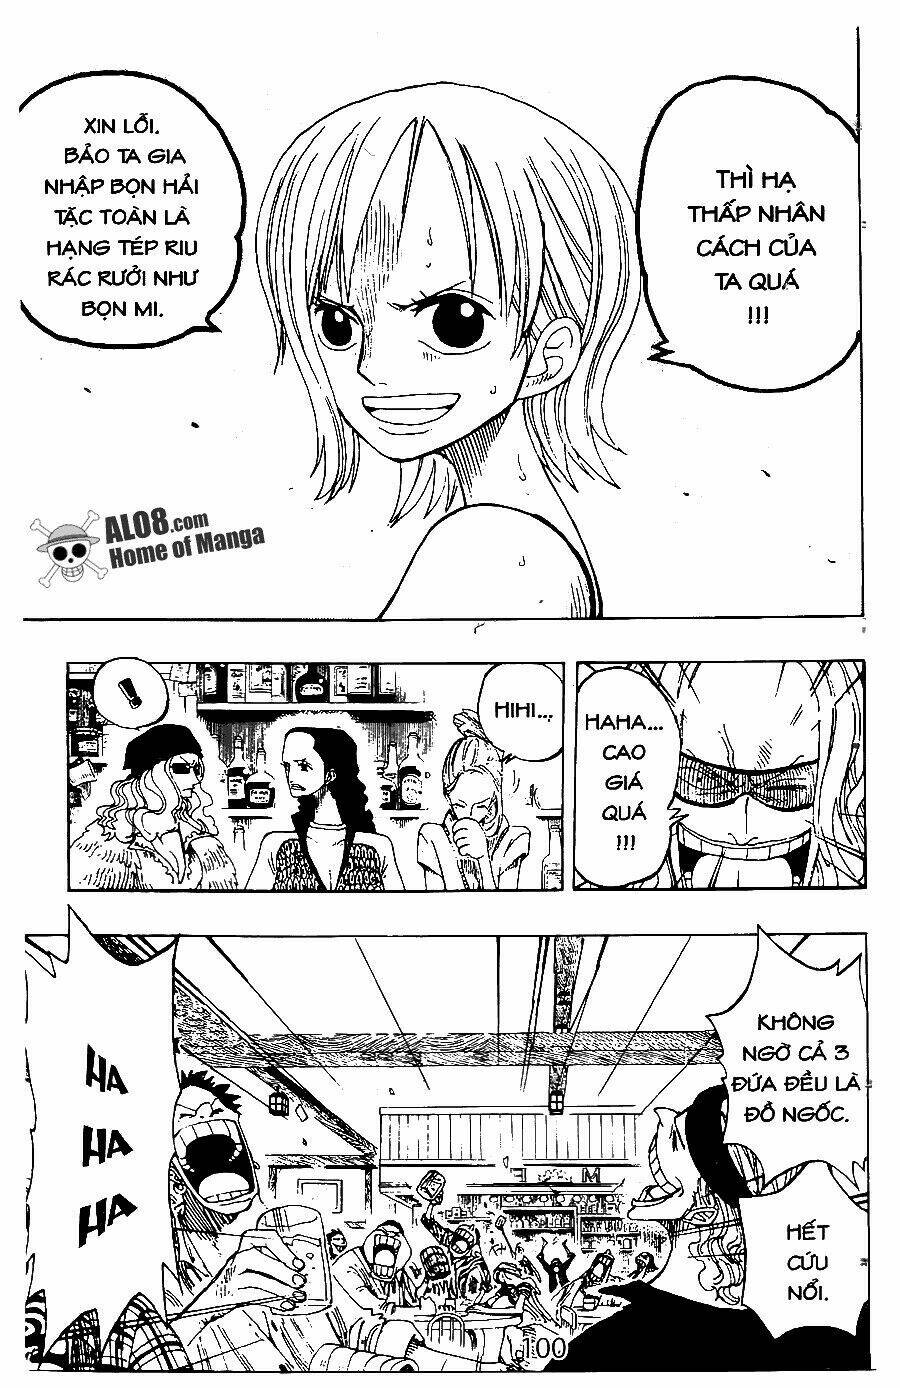 XIN LỖI.
BẢO TA GIA
NHẬP BỌN HẢI
TẶC TOÀN LÀ
HẠNG TÉP RIU
RÁC RƯỞI NHƯ
BỌN MI.
THÌ HẠ
THẤP NHÂN
CÁCH CỦA
TA QUÁ
!!!
AL08.com
Home of Manga
!
HIHI...
HAHA...
CAO
GIÁ
QUÁ
!!!
HA
HA
HA
KHÔNG
NGỜ CẢ 3
ĐỨA ĐỀU LÀ
ĐỒ NGỐC.
HẾT
CỨU
NỔI.
100